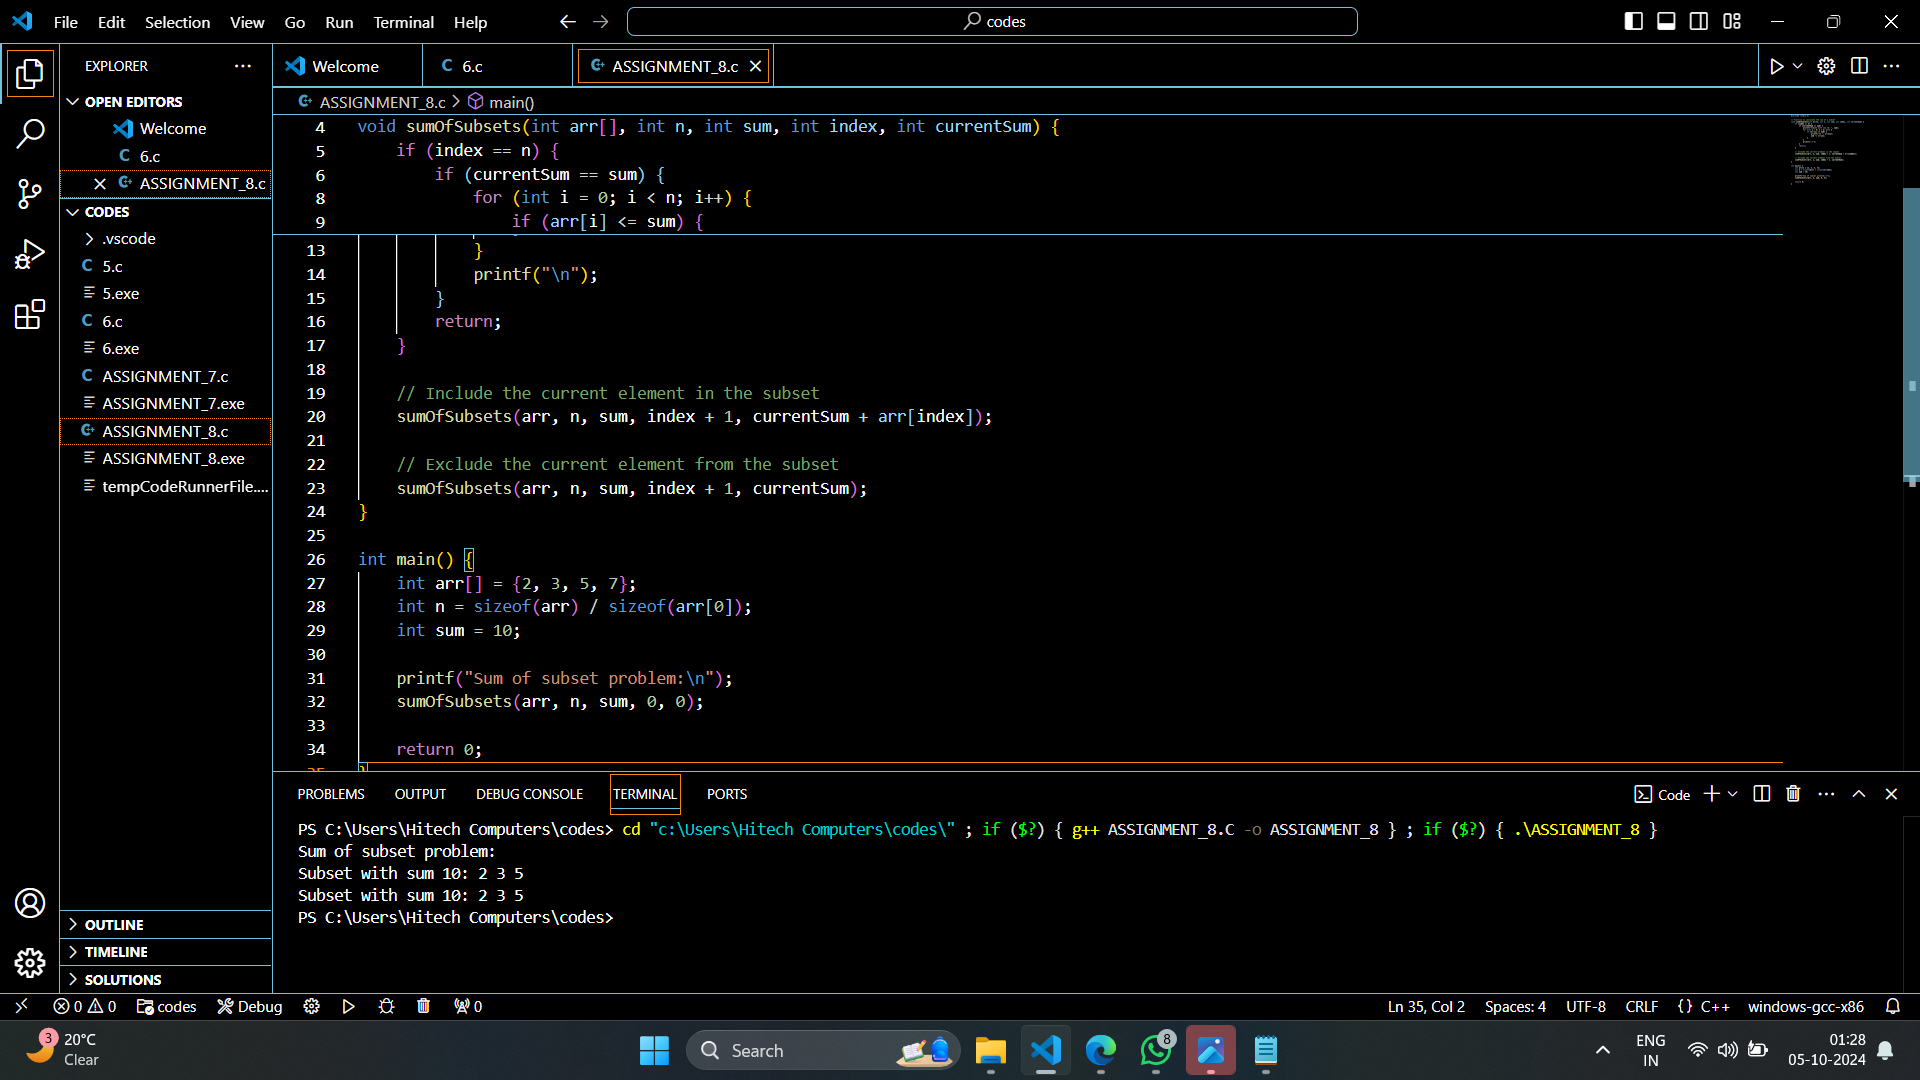 File Edit Selection View Go Run Terminal Help
codes
EXPLORER
Welcome
6.c
ASSIGNMENT_8.c
OPEN EDITORS
Welcome
6.c
ASSIGNMENT_8.c
CODES
.vscode
5.c
5.exe
6.c
6.exe
ASSIGNMENT_7.c
ASSIGNMENT_7.exe
ASSIGNMENT_8.c
ASSIGNMENT_8.exe
tempCodeRunnerFile....
OUTLINE
TIMELINE
SOLUTIONS
ASSIGNMENT_8.c > main()
4 void sumOfSubsets(int arr[], int n, int sum, int index, int currentSum) {
5 if (index == n) {
6 if (currentSum == sum) {
8 for (int i = 0; i < n; i++) {
9 if (arr[i] <= sum) {
13 }
14 printf("\n");
15 }
16 return;
17 }
18
19 // Include the current element in the subset
20 sumOfSubsets(arr, n, sum, index + 1, currentSum + arr[index]);
21
22 // Exclude the current element from the subset
23 sumOfSubsets(arr, n, sum, index + 1, currentSum);
24 }
25
26 int main() {
27 int arr[] = {2, 3, 5, 7};
28 int n = sizeof(arr) / sizeof(arr[0]);
29 int sum = 10;
30
31 printf("Sum of subset problem:\n");
32 sumOfSubsets(arr, n, sum, 0, 0);
33
34 return 0;
35 }
PROBLEMS OUTPUT DEBUG CONSOLE TERMINAL PORTS
Code
PS C:\Users\Hitech Computers\codes> cd "c:\Users\Hitech Computers\codes\" ; if ($?) { g++ ASSIGNMENT_8.C -o ASSIGNMENT_8 } ; if ($?) { .\ASSIGNMENT_8 }
Sum of subset problem:
Subset with sum 10: 2 3 5
Subset with sum 10: 2 3 5
PS C:\Users\Hitech Computers\codes>
0 0 codes Debug 0
Ln 35, Col 2 Spaces: 4 UTF-8 CRLF {} C++ windows-gcc-x86
3
20°C
Clear
Search
8
ENG
IN
01:28
05-10-2024